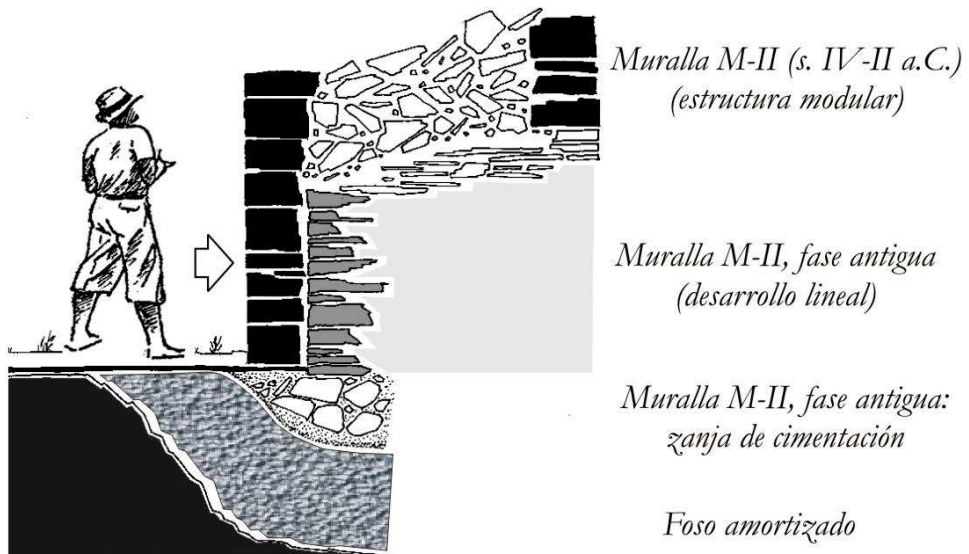 Muralla M-II (s. IV-II a.C.)
(estructura modular)
Muralla M-II, fase antigua
(desarrollo lineal)
Muralla M-II, fase antigua:
zanja de cimentación
Foso amortizado